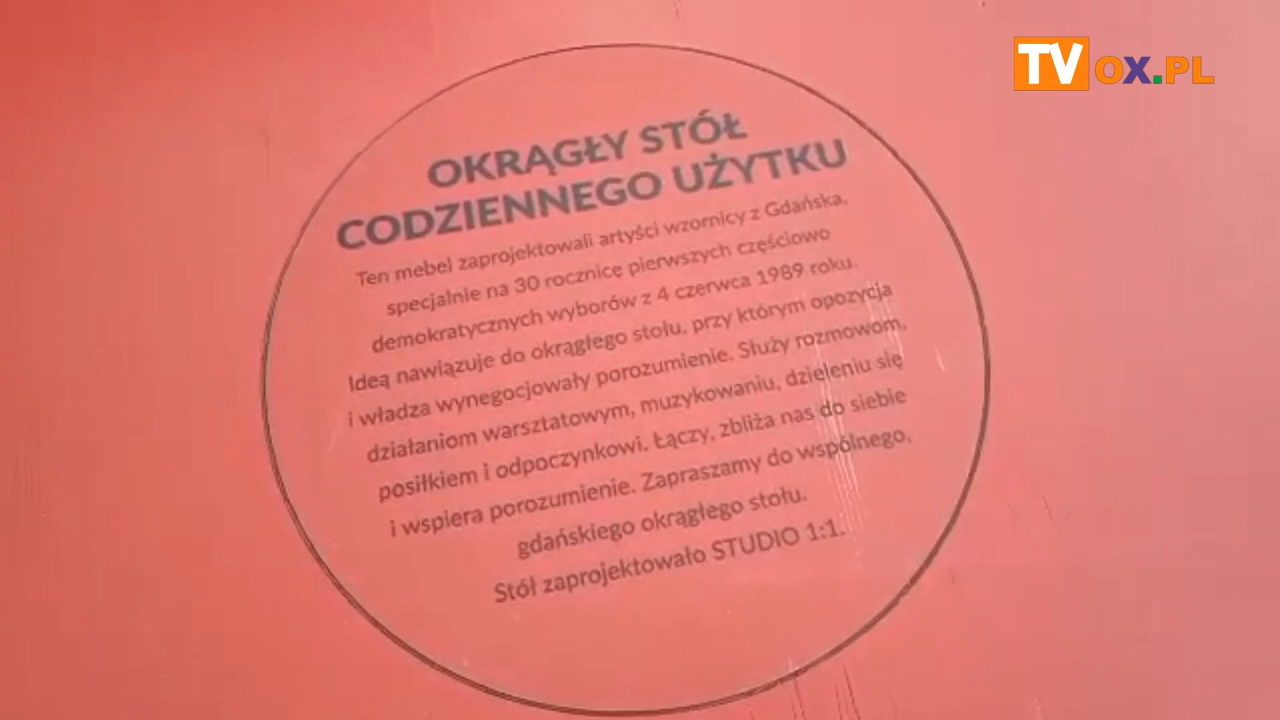 TVOX.PL
OKRĄGŁY STÓŁ
CODZIENNEGO UŻYTKU
Ten mebel zaprojektowali artyści wzornicy z Gdańska,
specjalnie na 30 rocznicę pierwszych częściowo
demokratycznych wyborów z 4 czerwca 1989 roku.
Ideą nawiązuje do okrągłego stołu, przy którym opozycja
i władza wynegocjowały porozumienie. Służy rozmowom,
działaniom warsztatowym, muzykowaniu, dzieleniu się
posiłkiem i odpoczynkowi. Łączy, zbliża nas do siebie
i wspiera porozumienie. Zapraszamy do wspólnego,
gdańskiego okrągłego stołu.
Stół zaprojektowało STUDIO 1:1.